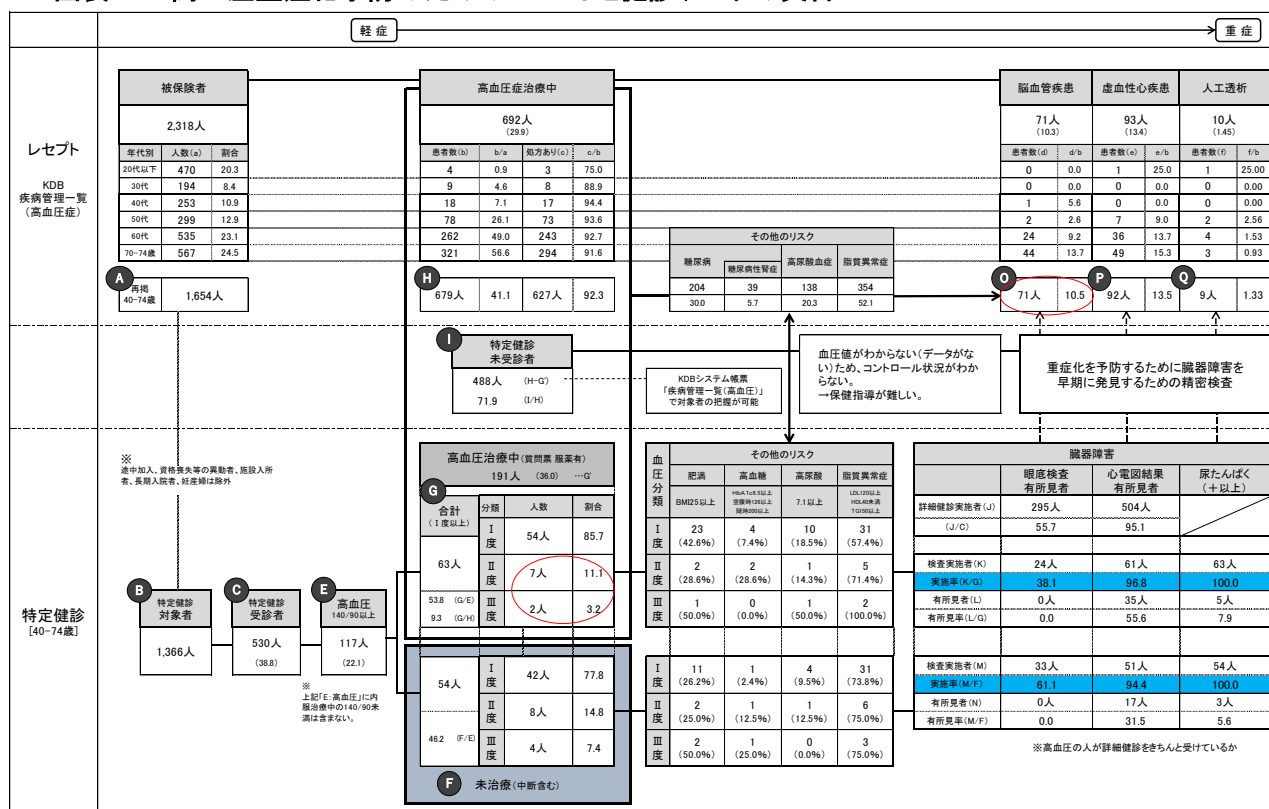 軽症
重症
レセプト
KDB
疾病管理一覧
(高血圧症)
被保険者
2,318人
年代別 人数(a) 割合
20代以下 470 20.3
30代 194 8.4
40代 253 10.9
50代 299 12.9
60代 535 23.1
70-74歳 567 24.5
A
再掲
40-74歳
1,654人
高血圧症治療中
692人
(29.9)
患者数(b) b/a 処方あり(c) c/b
4 0.9 3 75.0
9 4.6 8 88.9
18 7.1 17 94.4
78 26.1 73 93.6
262 49.0 243 92.7
321 56.6 294 91.6
H
679人 41.1 627人 92.3
その他のリスク
糖尿病 糖尿病性腎症 高尿酸血症 脂質異常症
204 39 138 354
30.0 5.7 20.3 52.1
脳血管疾患 虚血性心疾患 人工透析
71人 93人 10人
(10.3) (13.4) (1.45)
患者数(d) d/b 患者数(e) e/b 患者数(f) f/b
0 0.0 1 25.0 1 25.00
0 0.0 0 0.0 0 0.00
1 5.6 0 0.0 0 0.00
2 2.6 7 9.0 2 2.56
24 9.2 36 13.7 4 1.53
44 13.7 49 15.3 3 0.93
O P Q
71人 10.5 92人 13.5 9人 1.33
I
特定健診
未受診者
488人 (H-G')
71.9 (I/H)
KDBシステム帳票
「疾病管理一覧(高血圧)」
で対象者の把握が可能
血圧値がわからない(データがな
い)ため、コントロール状況がわか
らない。
→保健指導が難しい。
重症化を予防するために臓器障害を
早期に発見するための精密検査
特定健診
[40-74歳]
※
途中加入、資格喪失等の異動者、施設入所
者、長期入院者、妊産婦は除外
B
特定健診
対象者
1,366人
C
特定健診
受診者
530人
(38.8)
E
高血圧
140/90以上
117人
(22.1)
※
上記「E:高血圧」に内
服治療中の140/90未
満は含まない。
高血圧治療中(質問票 服薬有)
191人 (36.0) …G'
G
合計
(Ⅰ度以上)
分類 人数 割合
63人
53.8 (G/E)
9.3 (G/H)
Ⅰ度 54人 85.7
Ⅱ度 7人 11.1
Ⅲ度 2人 3.2
54人
46.2 (F/E)
Ⅰ度 42人 77.8
Ⅱ度 8人 14.8
Ⅲ度 4人 7.4
F
未治療(中断含む)
血圧分類
その他のリスク
肥満 高血糖 高尿酸 脂質異常症
BMI25以上
HbA1c6.5以上
空腹時126以上
随時200以上
7.1以上
LDL120以上
HDL40未満
TG150以上
Ⅰ度 23 4 10 31
(42.6%) (7.4%) (18.5%) (57.4%)
Ⅱ度 2 2 1 5
(28.6%) (28.6%) (14.3%) (71.4%)
Ⅲ度 1 0 1 2
(50.0%) (0.0%) (50.0%) (100.0%)
Ⅰ度 11 1 4 31
(26.2%) (2.4%) (9.5%) (73.8%)
Ⅱ度 2 1 1 6
(25.0%) (12.5%) (12.5%) (75.0%)
Ⅲ度 2 1 0 3
(50.0%) (25.0%) (0.0%) (75.0%)
臓器障害
眼底検査
有所見者
心電図結果
有所見者
尿たんぱく
(+以上)
詳細健診実施者(J) 295人 504人
(J/C) 55.7 95.1
検査実施者(K) 24人 61人 63人
実施率(K/G) 38.1 96.8 100.0
有所見者(L) 0人 35人 5人
有所見率(L/G) 0.0 55.6 7.9
検査実施者(M) 33人 51人 54人
実施率(M/F) 61.1 94.4 100.0
有所見者(N) 0人 17人 3人
有所見率(M/F) 0.0 31.5 5.6
※高血圧の人が詳細健診をきちんと受けているか